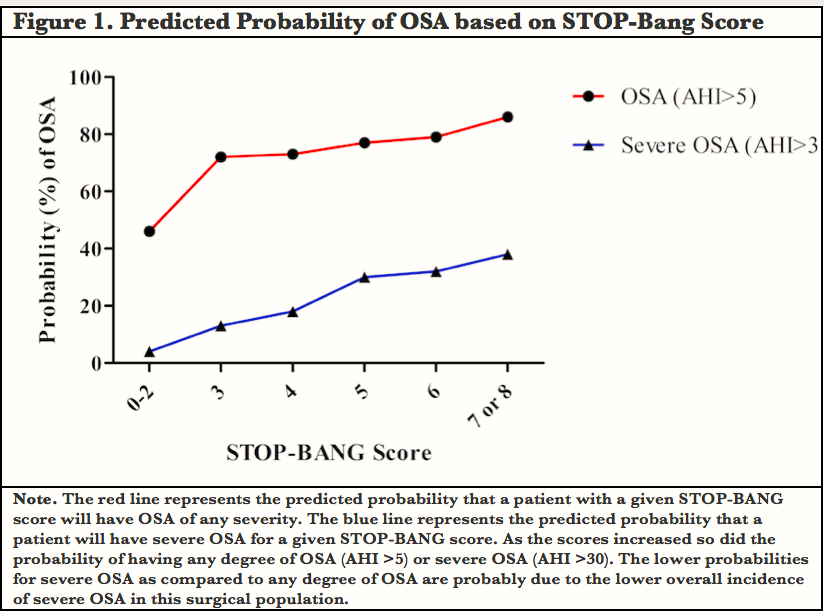 Figure 1. Predicted Probability of OSA based on STOP-Bang Score
100
80
60
40
20
0
Probability (%) of OSA
0-2
3
4
5
6
7 or 8
STOP-BANG Score
OSA (AHI>5)
Severe OSA (AHI>3
Note. The red line represents the predicted probability that a patient with a given STOP-BANG
score will have OSA of any severity. The blue line represents the predicted probability that a
patient will have severe OSA for a given STOP-BANG score. As the scores increased so did the
probability of having any degree of OSA (AHI >5) or severe OSA (AHI >30). The lower probabilities
for severe OSA as compared to any degree of OSA are probably due to the lower overall incidence
of severe OSA in this surgical population.